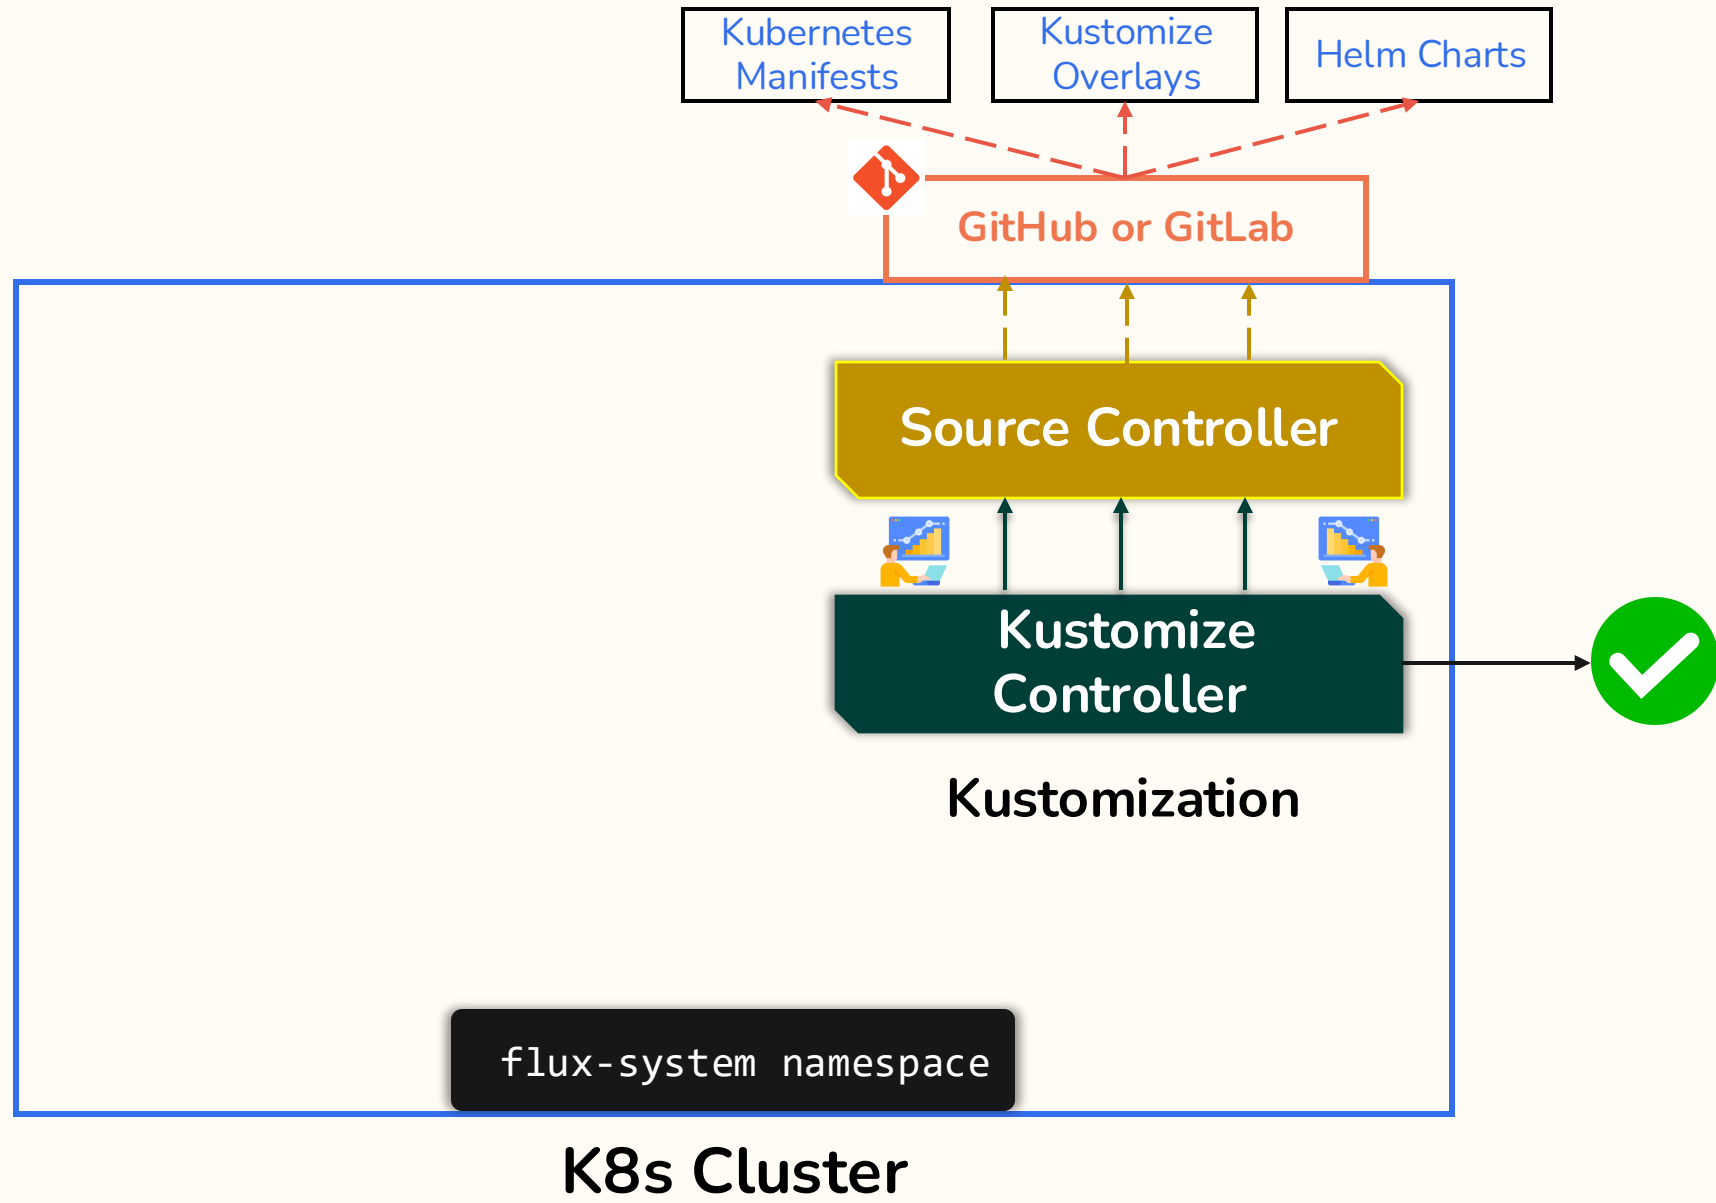 Kubernetes
Manifests
Kustomize
Overlays
Helm Charts
GitHub or GitLab
Source Controller
Kustomize
Controller
Kustomization
flux-system namespace
K8s Cluster